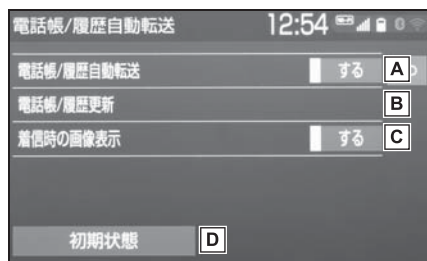 電話帳/履歴自動転送 12:54
電話帳/履歴自動転送 する A
電話帳/履歴更新 B
着信時の画像表示 する C
初期状態 D